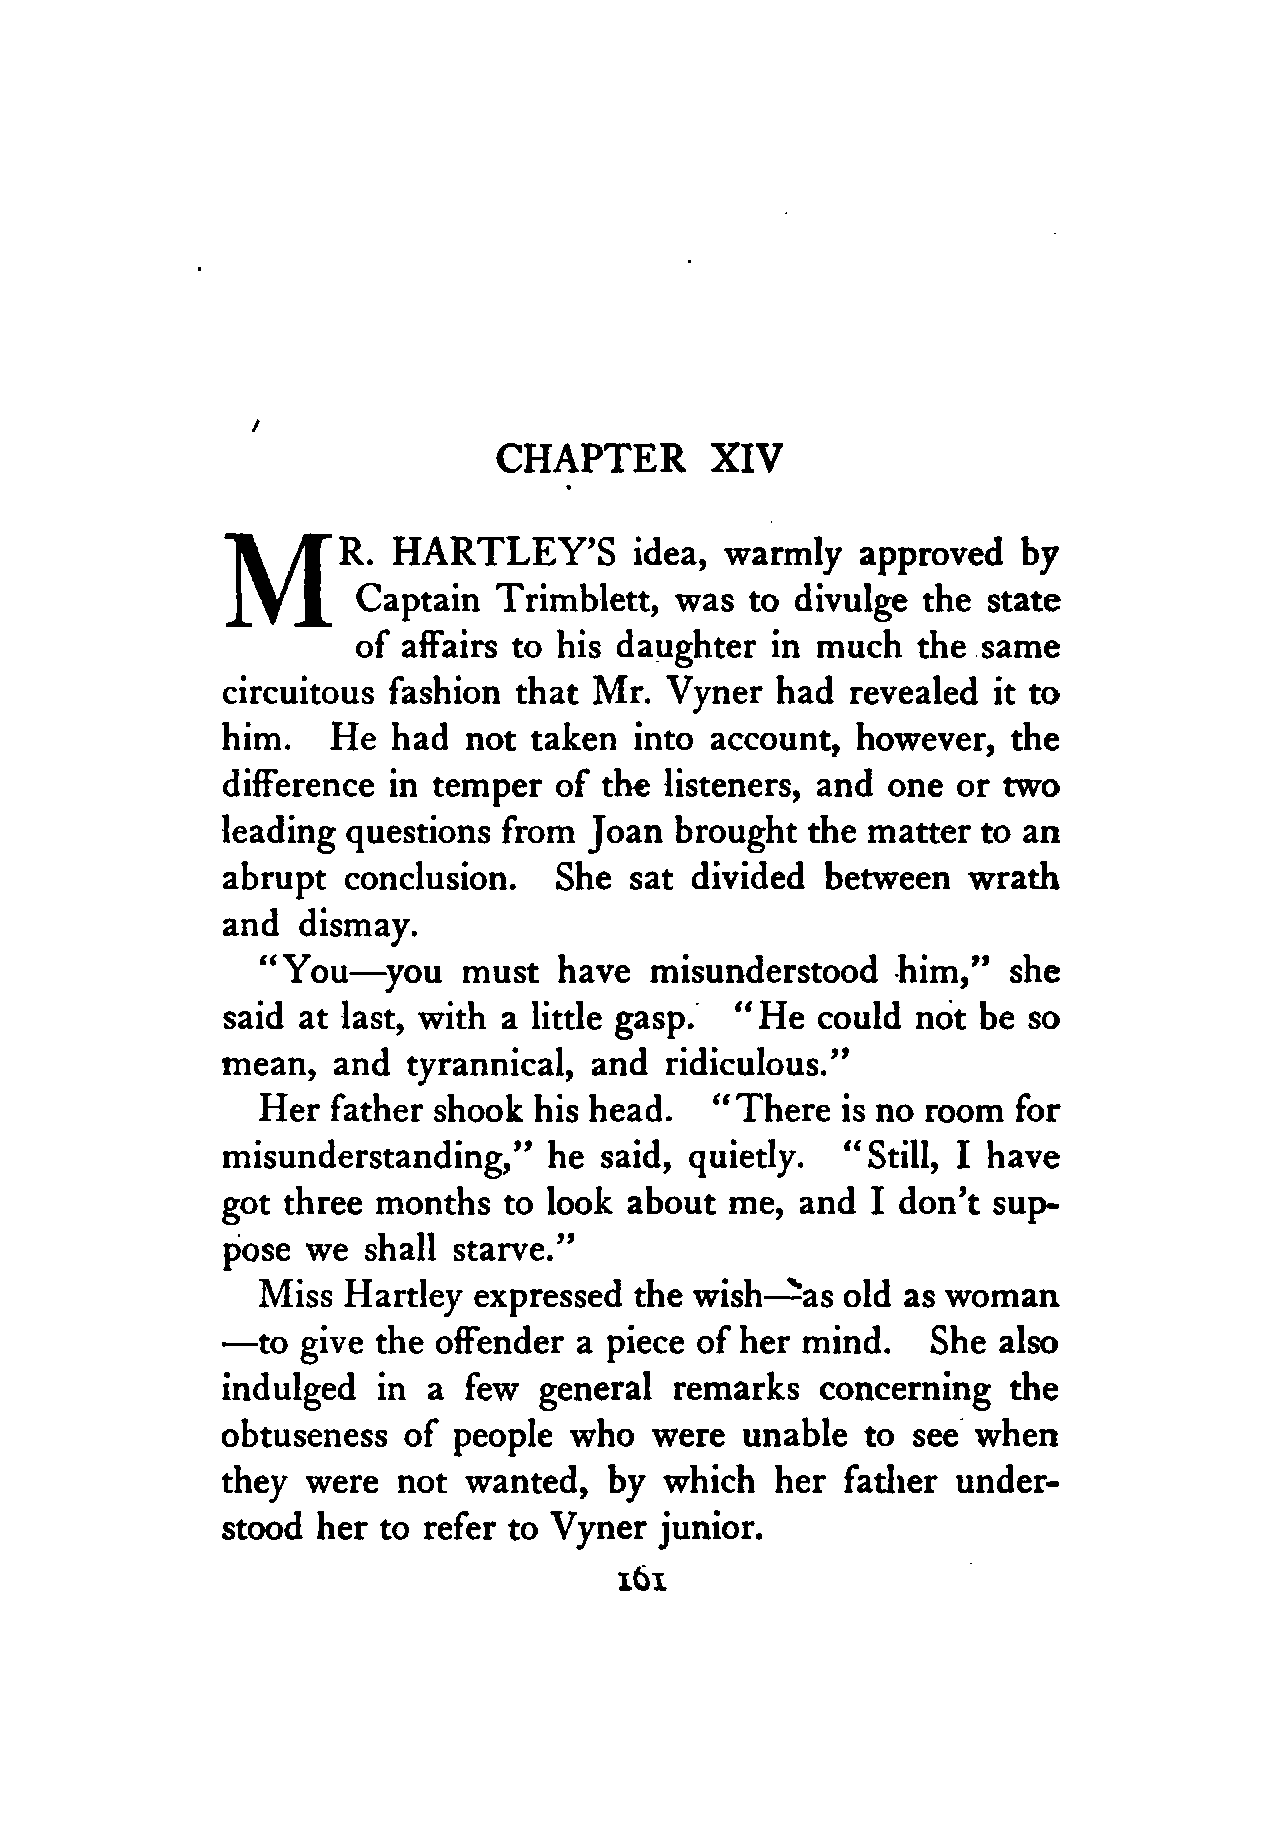 CHAPTER XIV
MR. HARTLEY'S idea, warmly approved by
Captain Trimblett, was to divulge the state
of affairs to his daughter in much the same
circuitous fashion that Mr. Vyner had revealed it to
him. He had not taken into account, however, the
difference in temper of the listeners, and one or two
leading questions from Joan brought the matter to an
abrupt conclusion. She sat divided between wrath
and dismay.
"You—you must have misunderstood him," she
said at last, with a little gasp. "He could not be so
mean, and tyrannical, and ridiculous."
Her father shook his head. "There is no room for
misunderstanding," he said, quietly. "Still, I have
got three months to look about me, and I don't sup-
pose we shall starve."
Miss Hartley expressed the wish—as old as woman
—to give the offender a piece of her mind. She also
indulged in a few general remarks concerning the
obtuseness of people who were unable to see when
they were not wanted, by which her father under-
stood her to refer to Vyner junior.
161